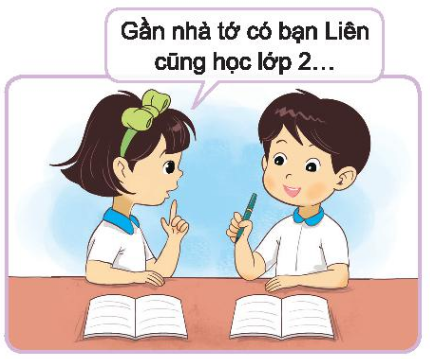 Gần nhà tớ có bạn Liên
cũng học lớp 2...